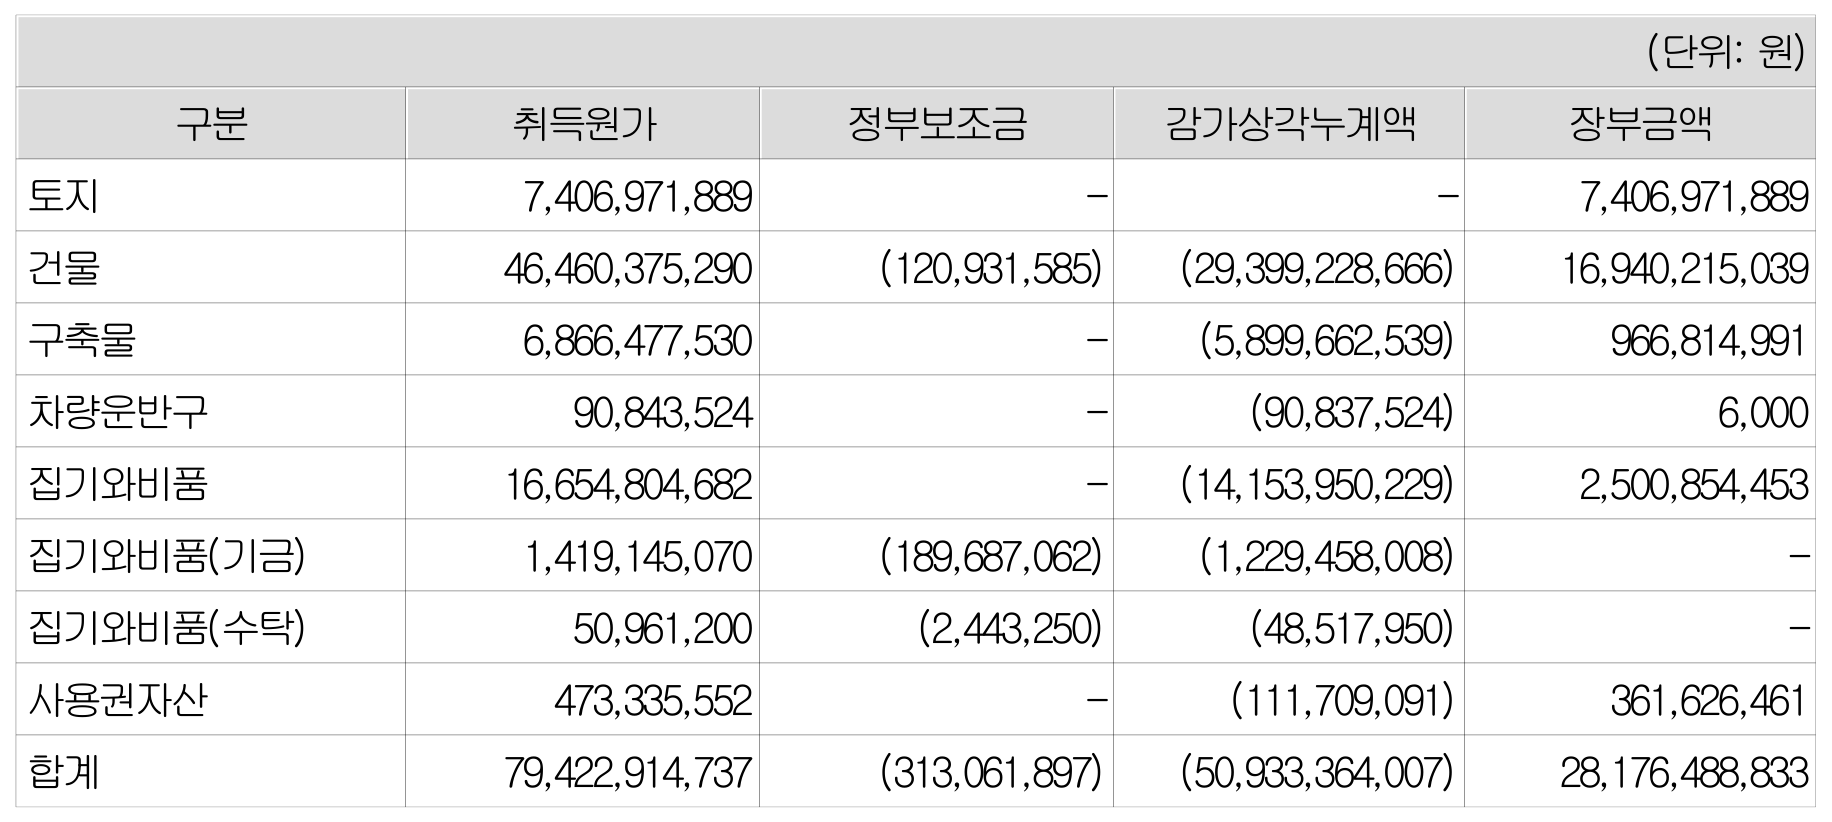 (단위: 원)
구분 취득원가 정부보조금 감가상각누계액 장부금액
토지 7,406,971,889 - - 7,406,971,889
건물 46,460,375,290 (120,931,585) (29,399,228,666) 16,940,215,039
구축물 6,866,477,530 - (5,899,662,539) 966,814,991
차량운반구 90,843,524 - (90,837,524) 6,000
집기와비품 16,654,804,682 - (14,153,950,229) 2,500,854,453
집기와비품(기금) 1,419,145,070 (189,687,062) (1,229,458,008) -
집기와비품(수탁) 50,961,200 (2,443,250) (48,517,950) -
사용권자산 473,335,552 - (111,709,091) 361,626,461
합계 79,422,914,737 (313,061,897) (50,933,364,007) 28,176,488,833